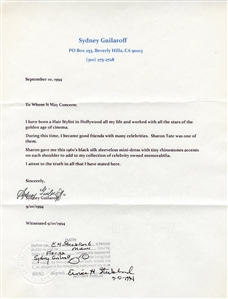 Sydney Guilaroff
PO Box 235, Beverly Hills, CA 90213
(310) 275-2728
September 10, 1994
To Whom It May Concern:
I have been a Hair Stylist in Hollywood all my life and worked with all the stars of the
golden age of cinema.
During this time, I became good friends with many celebrities. Sharon Tate was one of
them.
Sharon gave me this 1960's black silk sleeveless mini-dress with tiny rhinestones accents
on each shoulder to add to my collection of celebrity owned memorabilia.
I attest to the truth in all that I have stated here.
Sincerely,
Sydney Guilaroff
Sydney Guilaroff
9/10/1994
Witnessed 9/10/1994
Sydney Guilaroff